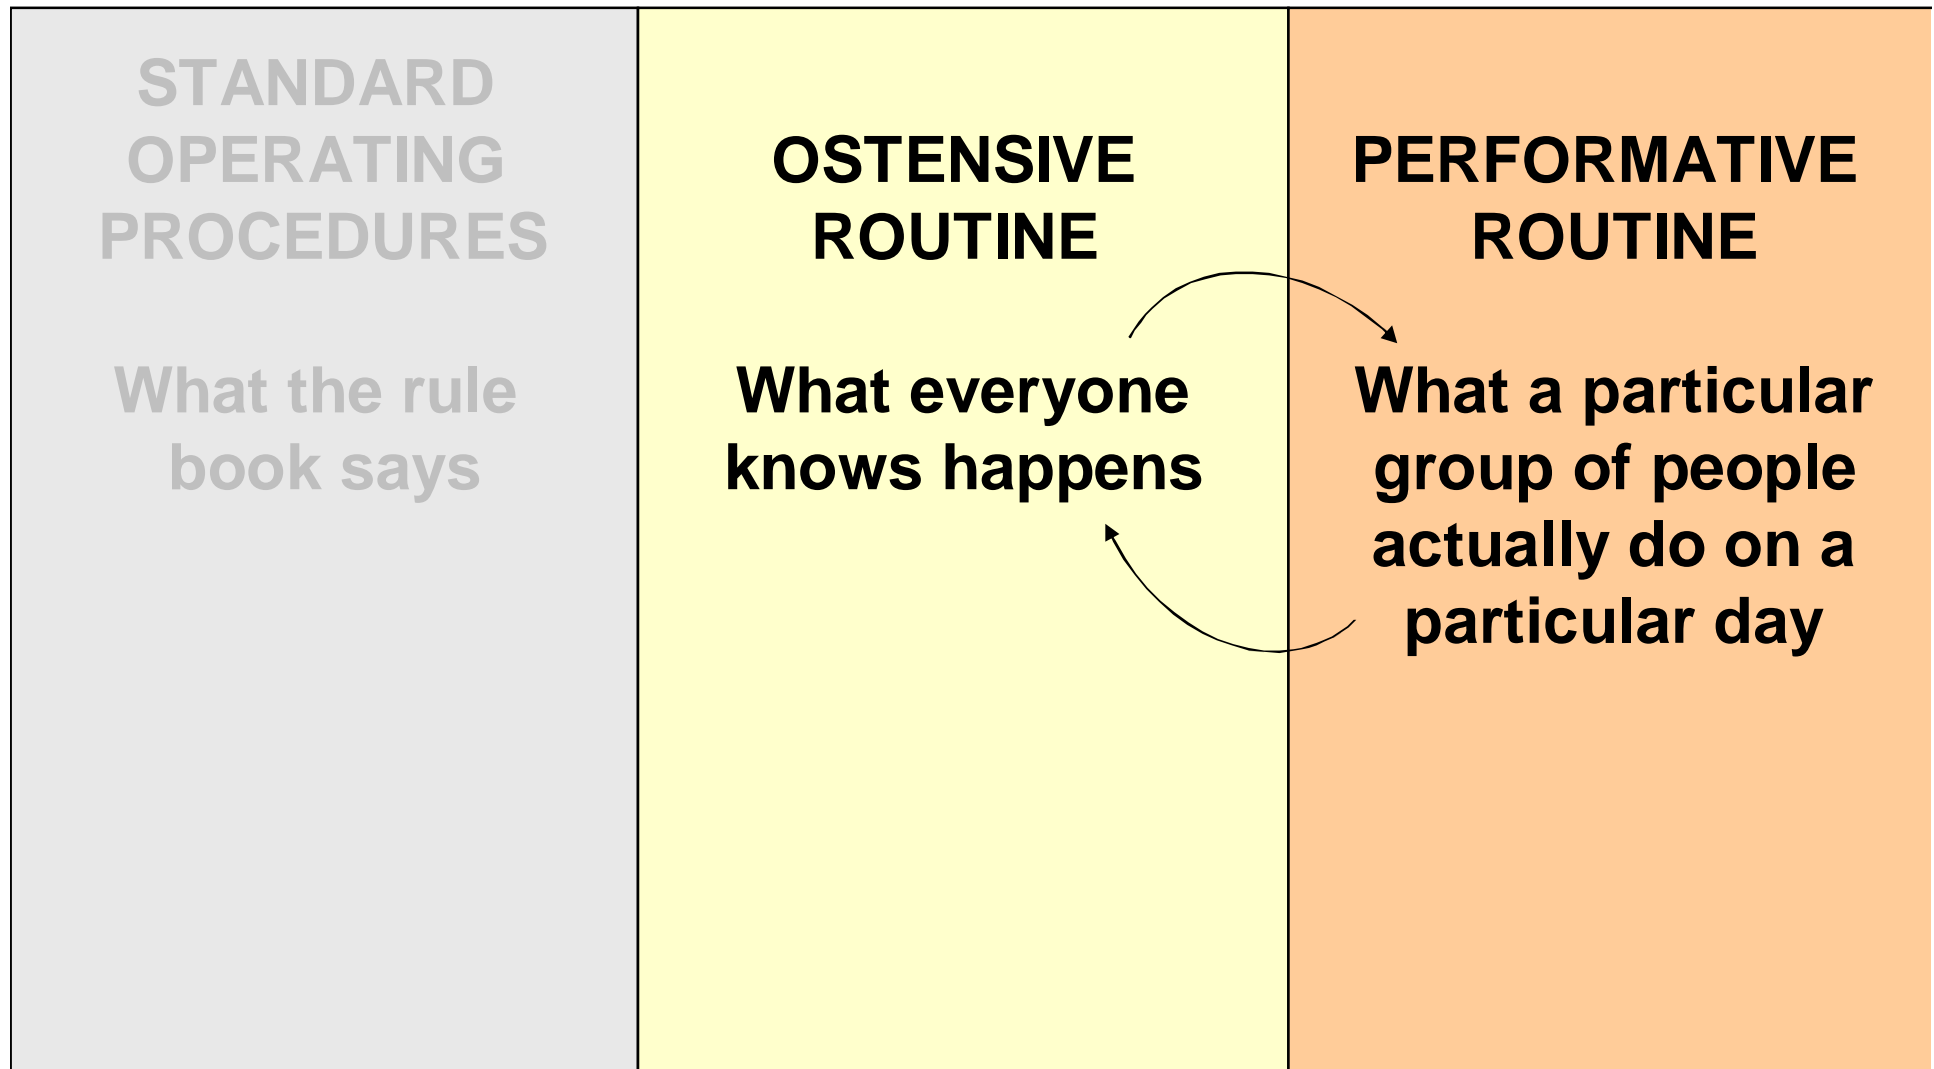 STANDARD
OPERATING
PROCEDURES
What the rule
book says
OSTENSIVE
ROUTINE
What everyone
knows happens
PERFORMATIVE
ROUTINE
What a particular
group of people
actually do on a
particular day